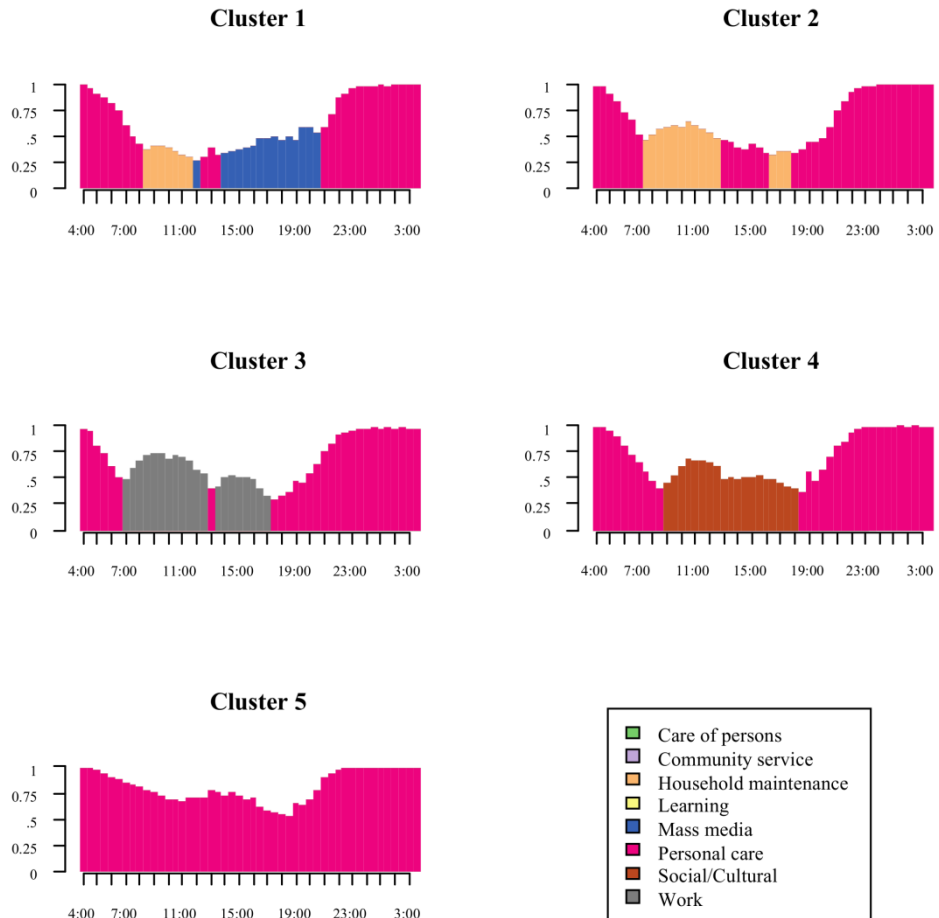 Cluster 1
1
0.75
.5
0.25
0
4:00 7:00 11:00 15:00 19:00 23:00 3:00
Cluster 2
1
0.75
.5
0.25
0
4:00 7:00 11:00 15:00 19:00 23:00 3:00
Cluster 3
1
0.75
.5
0.25
0
4:00 7:00 11:00 15:00 19:00 23:00 3:00
Cluster 4
1
0.75
.5
0.25
0
4:00 7:00 11:00 15:00 19:00 23:00 3:00
Cluster 5
1
0.75
.5
0.25
0
4:00 7:00 11:00 15:00 19:00 23:00 3:00
Care of persons
Community service
Household maintenance
Learning
Mass media
Personal care
Social/Cultural
Work